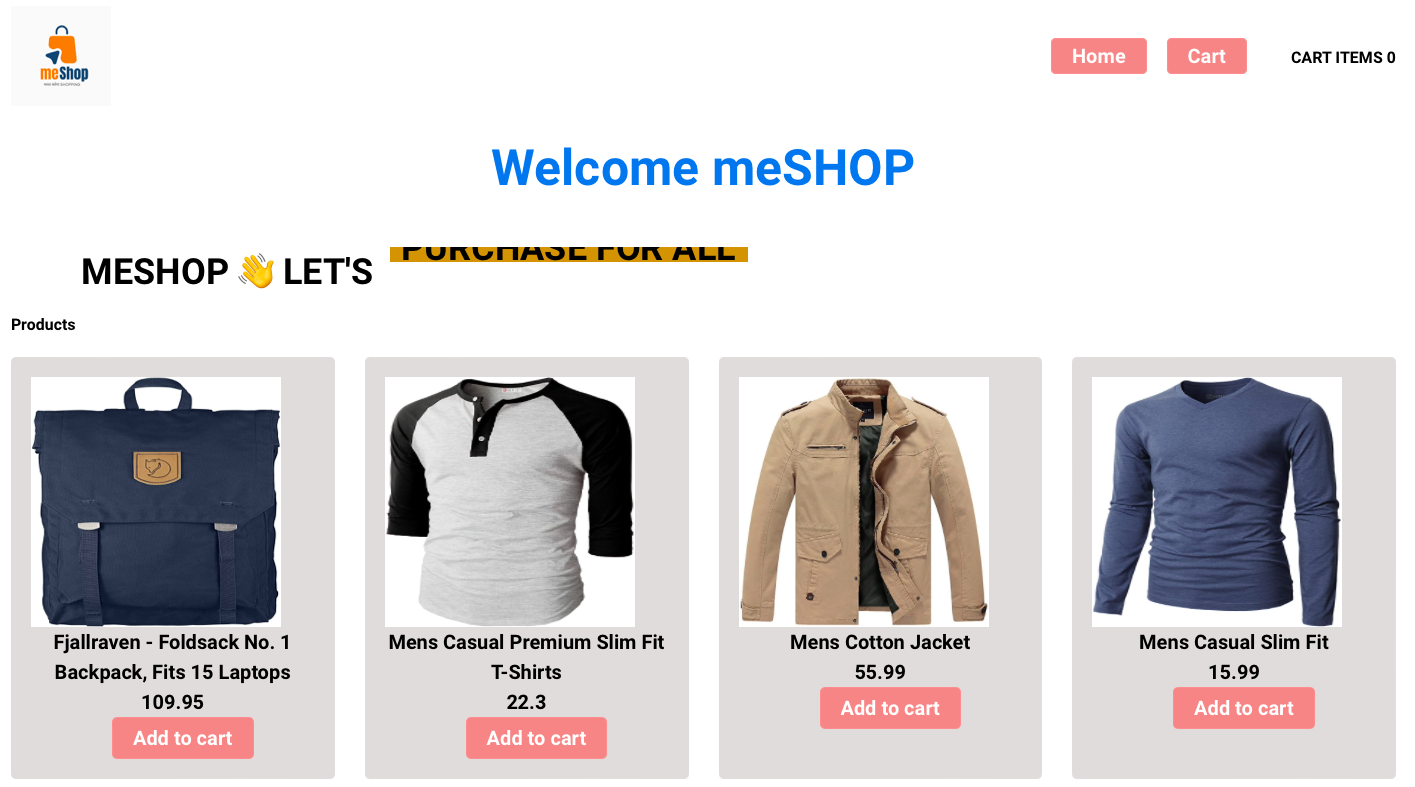 meShop
Home
Cart
CART ITEMS 0
Welcome meSHOP
MESHOP 👋 LET'S
PURCHASE FOR ALL
Products
Fjallraven - Foldsack No. 1
Backpack, Fits 15 Laptops
109.95
Add to cart
Mens Casual Premium Slim Fit
T-Shirts
22.3
Add to cart
Mens Cotton Jacket
55.99
Add to cart
Mens Casual Slim Fit
15.99
Add to cart